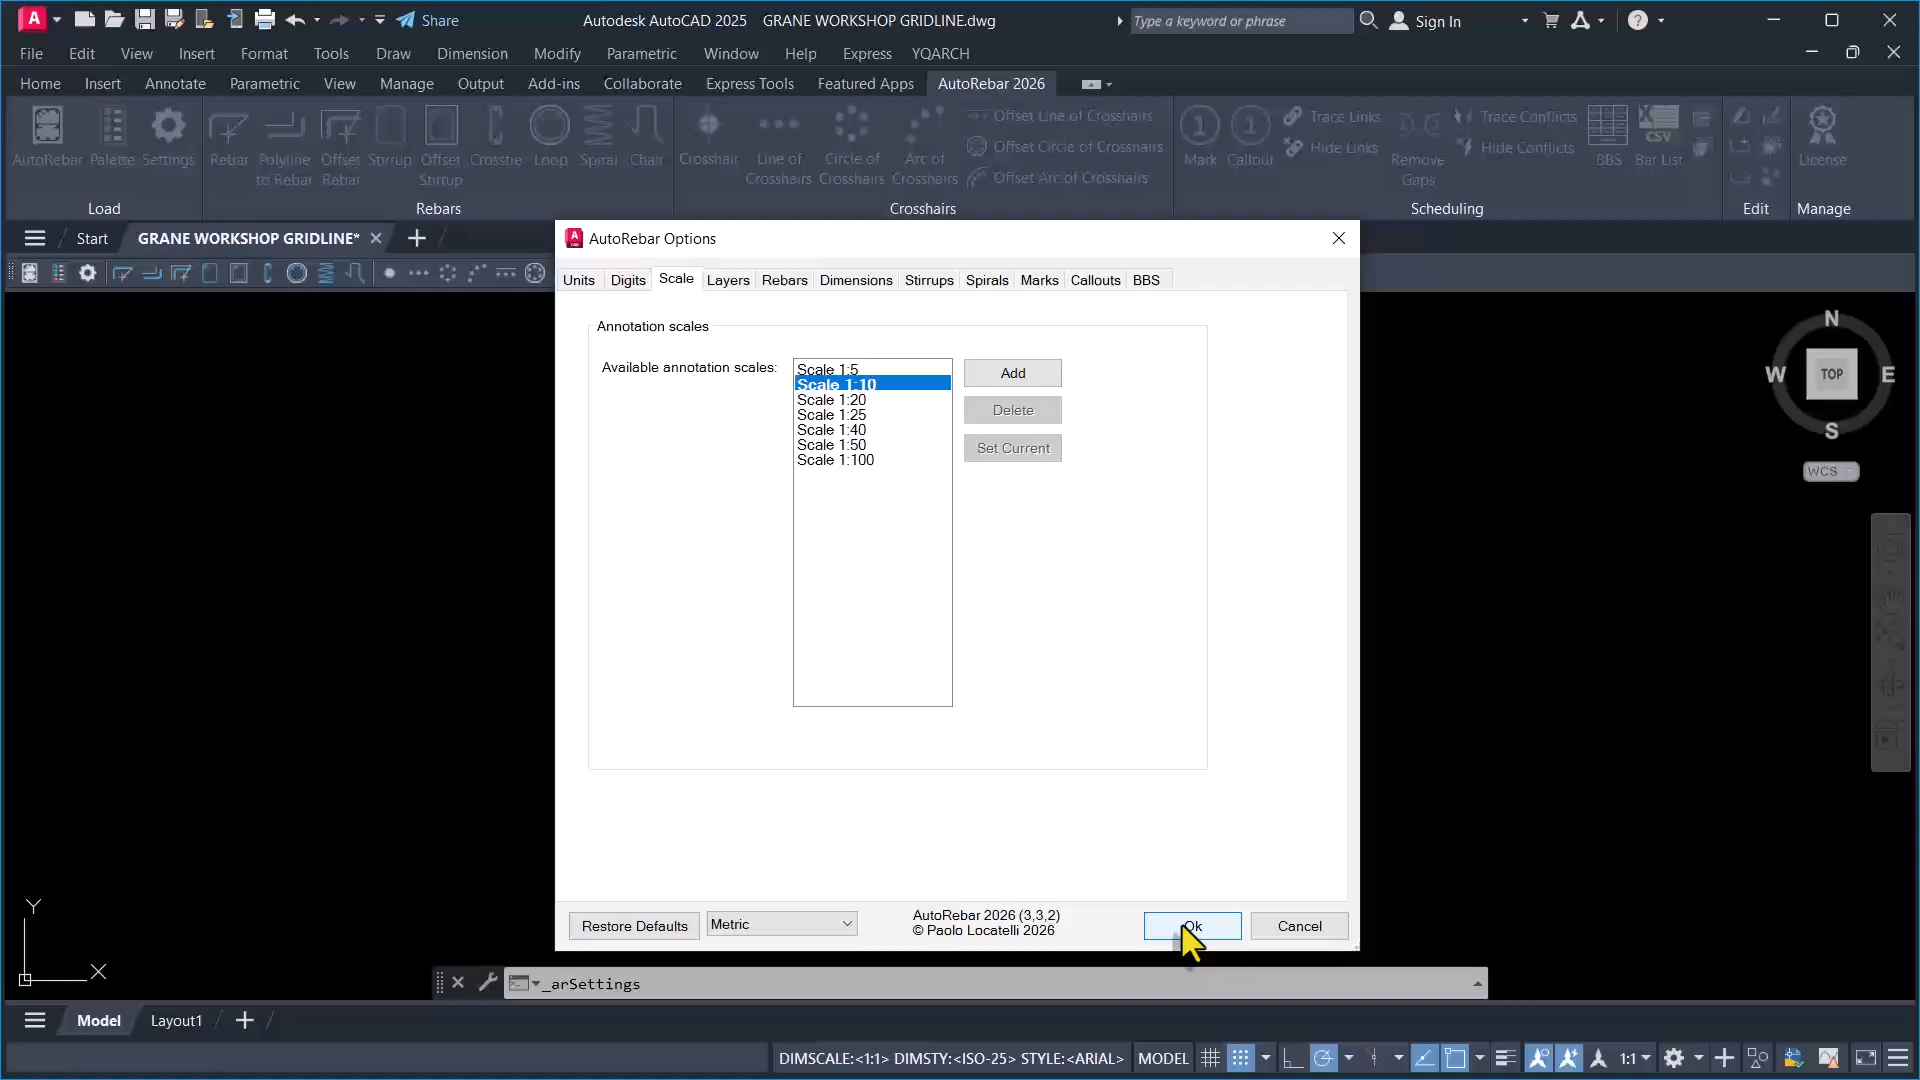 Share
Autodesk AutoCAD 2025 GRANE WORKSHOP GRIDLINE.dwg
Type a keyword or phrase
Sign In
File Edit View Insert Format Tools Draw Dimension Modify Parametric Window Help Express YQARCH
Home Insert Annotate Parametric View Manage Output Add-ins Collaborate Express Tools Featured Apps AutoRebar 2026
AutoRebar Palette Settings
Rebar Polyline to Rebar Offset Rebar Stirrup Offset Stirrup Crosstie Loop Spiral Chair
Crosshair Line of Crosshairs Circle of Crosshairs Arc of Crosshairs
Offset Line of Crosshairs
Offset Circle of Crosshairs
Offset Arc of Crosshairs
Mark Callout
Trace Links
Hide Links
Remove Gaps
Trace Conflicts
Hide Conflicts
BBS
CSV
Bar List
License
Load Rebars Crosshairs Scheduling Edit Manage
Start GRANE WORKSHOP GRIDLINE*
AutoRebar Options
Units Digits Scale Layers Rebars Dimensions Stirrups Spirals Marks Callouts BBS
Annotation scales
Available annotation scales:
Scale 1:5
Scale 1:10
Scale 1:20
Scale 1:25
Scale 1:40
Scale 1:50
Scale 1:100
Add
Delete
Set Current
Restore Defaults
Metric
AutoRebar 2026 (3,3,2)
© Paolo Locatelli 2026
Ok
Cancel
N
W TOP E
S
WCS
Y
X
_arSettings
Model Layout1
DIMSCALE:<1:1> DIMSTY:<ISO-25> STYLE:<ARIAL> MODEL
1:1